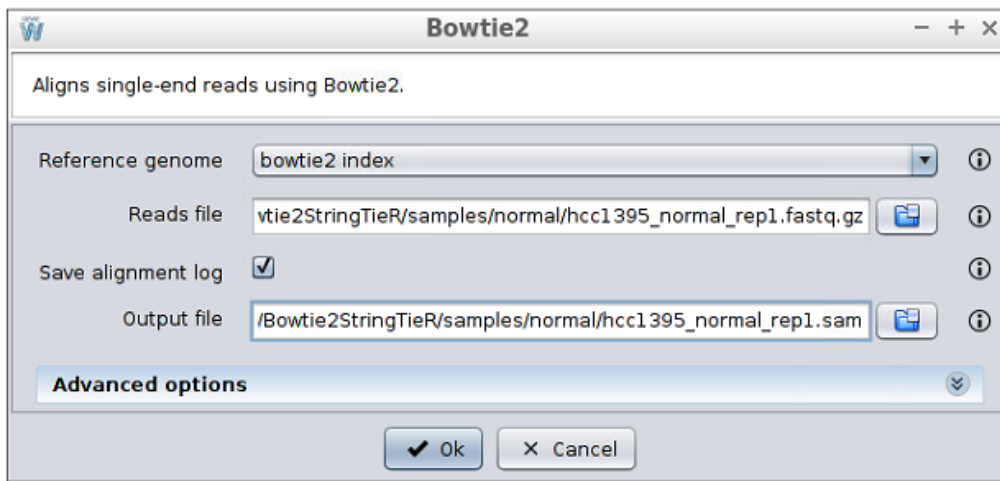 Bowtie2
Aligns single-end reads using Bowtie2.
Reference genome bowtie2 index
Reads file vtie2StringTieR/samples/normal/hcc1395_normal_rep1.fastq.gz
Save alignment log
Output file /Bowtie2StringTieR/samples/normal/hcc1395_normal_rep1.sam
Advanced options
Ok Cancel